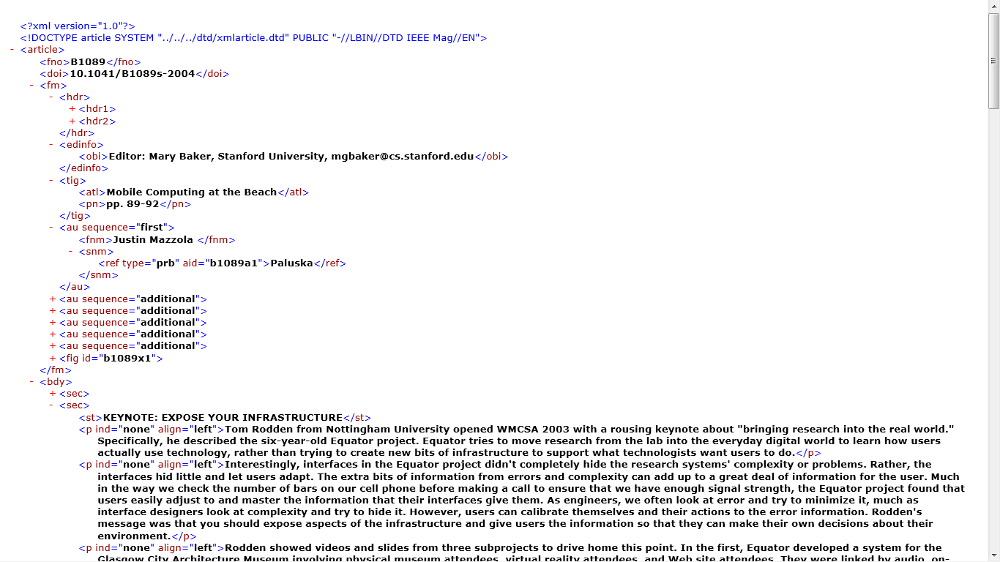 <?xml version="1.0"?>
<!DOCTYPE article SYSTEM "../../../dtd/xmlarticle.dtd" PUBLIC "-//LBIN//DTD IEEE Mag//EN">
- <article>
<fno>B1089</fno>
<doi>10.1041/B1089s-2004</doi>
- <fm>
- <hdr>
+ <hdr1>
+ <hdr2>
</hdr>
- <edinfo>
<obi>Editor: Mary Baker, Stanford University, mgbaker@cs.stanford.edu</obi>
</edinfo>
- <tig>
<atl>Mobile Computing at the Beach</atl>
<pn>pp. 89-92</pn>
</tig>
- <au sequence="first">
<fnm>Justin Mazzola </fnm>
- <snm>
<ref type="prb" aid="b1089a1">Paluska</ref>
</snm>
</au>
+ <au sequence="additional">
+ <au sequence="additional">
+ <au sequence="additional">
+ <au sequence="additional">
+ <au sequence="additional">
+ <fig id="b1089x1">
</fm>
- <bdy>
+ <sec>
- <sec>
<st>KEYNOTE: EXPOSE YOUR INFRASTRUCTURE</st>
<p ind="none" align="left">Tom Rodden from Nottingham University opened WMCSA 2003 with a rousing keynote about "bringing research into the real world."
Specifically, he described the six-year-old Equator project. Equator tries to move research from the lab into the everyday digital world to learn how users
actually use technology, rather than trying to create new bits of infrastructure to support what technologists want users to do.</p>
<p ind="none" align="left">Interestingly, interfaces in the Equator project didn't completely hide the research systems' complexity or problems. Rather, the
interfaces hid little and let users adapt. The extra bits of information from errors and complexity can add up to a great deal of information for the user. Much
in the way we check the number of bars on our cell phone before making a call to ensure that we have enough signal strength, the Equator project found that
users easily adjust to and master the information that their interfaces give them. As engineers, we often look at error and try to minimize it, much as
interface designers look at complexity and try to hide it. However, users can calibrate themselves and their actions to the error information. Rodden's
message was that you should expose aspects of the infrastructure and give users the information so that they can make their own decisions about their
environment.</p>
<p ind="none" align="left">Rodden showed videos and slides from three subprojects to drive home this point. In the first, Equator developed a system for the
Glasgow City Architecture Museum involving physical museum attendees, virtual reality attendees, and Web site attendees. They were linked by audio, on-